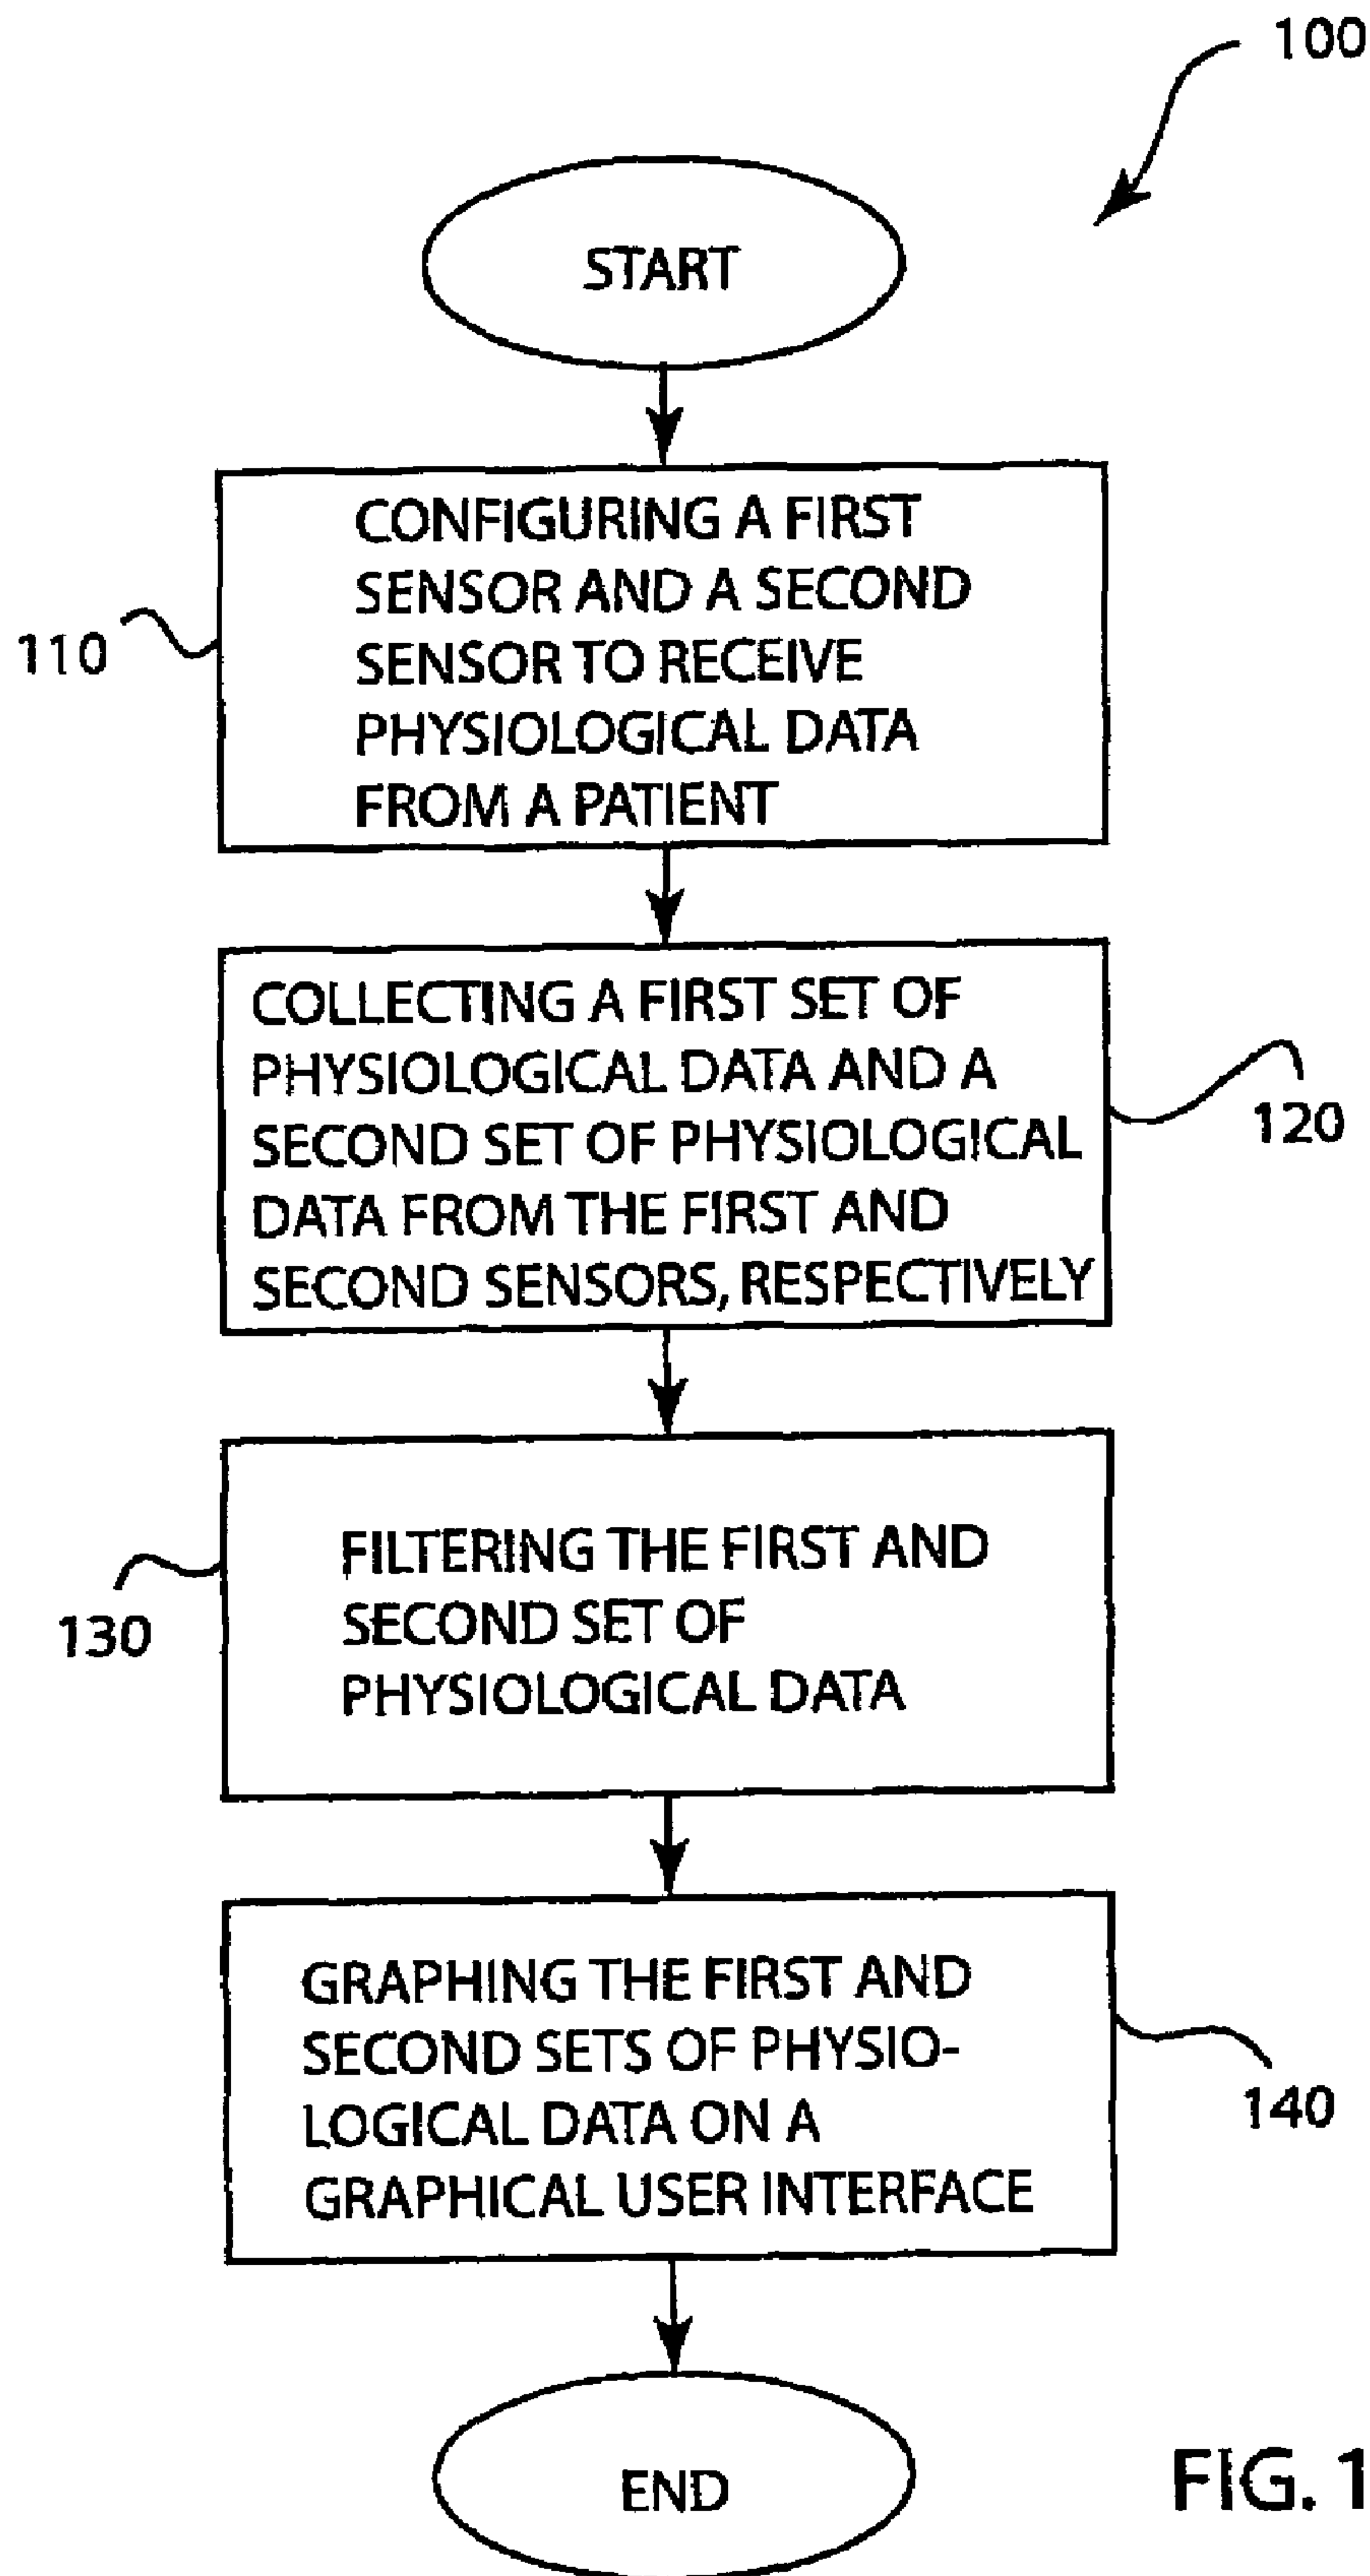 100
START
CONFIGURING A FIRST
SENSOR AND A SECOND
SENSOR TO RECEIVE
PHYSIOLOGICAL DATA
FROM A PATIENT
110
COLLECTING A FIRST SET OF
PHYSIOLOGICAL DATA AND A
SECOND SET OF PHYSIOLOGICAL
DATA FROM THE FIRST AND
SECOND SENSORS, RESPECTIVELY
120
FILTERING THE FIRST AND
SECOND SET OF
PHYSIOLOGICAL DATA
130
GRAPHING THE FIRST AND
SECOND SETS OF PHYSIO-
LOGICAL DATA ON A
GRAPHICAL USER INTERFACE
140
END
FIG. 1